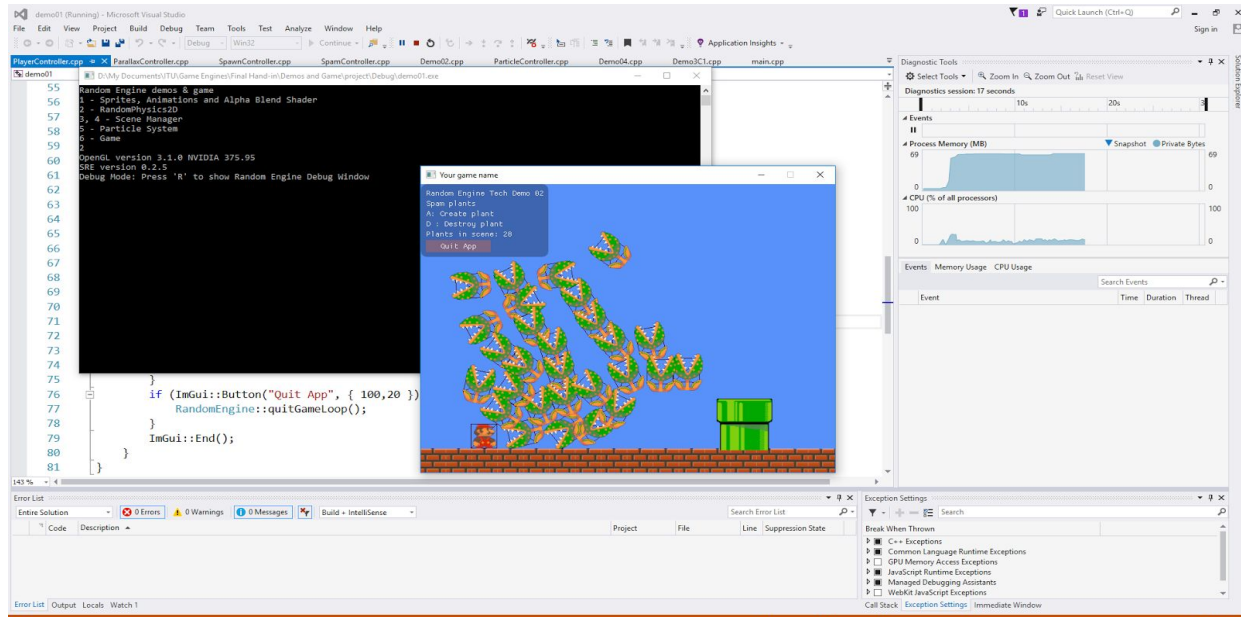 demo01 (Running) - Microsoft Visual Studio
Quick Launch (Ctrl+Q)
File Edit View Project Build Debug Team Tools Test Analyze Window Help
Sign in
Debug Win32 Continue Application Insights
PlayerController.cpp ParallaxController.cpp SpawnController.cpp SpamController.cpp Demo02.cpp ParticleController.cpp Demo04.cpp Demo3C1.cpp main.cpp
demo01
D:\My Documents\ITU\Game Engines\Final Hand-in\Demos and Game\project\Debug\demo01.exe
Random Engine demos & game
1 - Sprites, Animations and Alpha Blend Shader
2 - RandomPhysics2D
3, 4 - Scene Manager
5 - Particle System
6 - Game
2
OpenGL version 3.1.0 NVIDIA 375.95
SRE version 0.2.5
Debug Mode: Press 'R' to show Random Engine Debug Window
55
56
57
58
59
60
61
62
63
64
65
66
67
68
69
70
71
72
73
74
75 }
76 if (ImGui::Button("Quit App", { 100,20 })
77 RandomEngine::quitGameLoop();
78 }
79 ImGui::End();
80 }
81 }
143 %
Your game name
Random Engine Tech Demo 02
Spam plants
A: Create plant
D : Destroy plant
Plants in scene: 20
Quit App
Diagnostic Tools
Select Tools Zoom In Zoom Out Reset View
Diagnostics session: 17 seconds
10s 20s 3
Events
Process Memory (MB) Snapshot Private Bytes
69 69
0 0
CPU (% of all processors)
100 100
0 0
Events Memory Usage CPU Usage
Search Events
Event Time Duration Thread
Solution Explorer
Error List
Entire Solution 0 Errors 0 Warnings 0 Messages Build + IntelliSense Search Error List
Code Description Project File Line Suppression State
Error List Output Locals Watch 1
Exception Settings
Search
Break When Thrown
C++ Exceptions
Common Language Runtime Exceptions
GPU Memory Access Exceptions
JavaScript Runtime Exceptions
Managed Debugging Assistants
WebKit JavaScript Exceptions
Call Stack Exception Settings Immediate Window